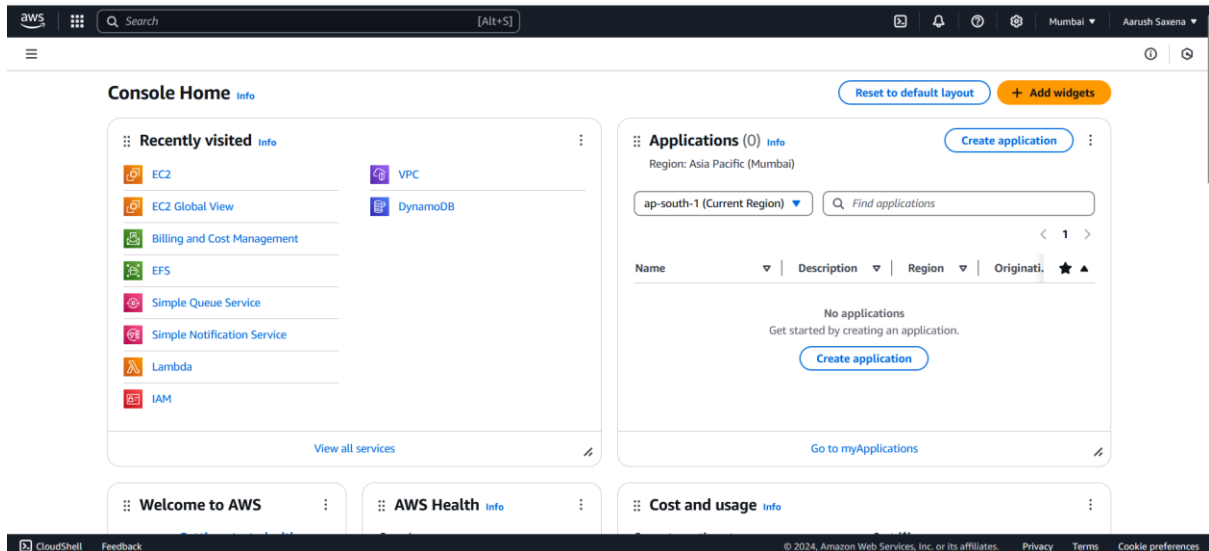 aws Search [Alt+S] Mumbai ▼ Aarush Saxena ▼
Console Home Info
Reset to default layout
+ Add widgets
Recently visited Info
EC2
EC2 Global View
Billing and Cost Management
EFS
Simple Queue Service
Simple Notification Service
Lambda
IAM
VPC
DynamoDB
View all services
Applications (0) Info
Create application
Region: Asia Pacific (Mumbai)
ap-south-1 (Current Region) ▼
Find applications
1
Name Description Region Originati.
No applications
Get started by creating an application.
Create application
Go to myApplications
Welcome to AWS
AWS Health Info
Cost and usage Info
CloudShell Feedback © 2024, Amazon Web Services, Inc. or its affiliates. Privacy Terms Cookie preferences